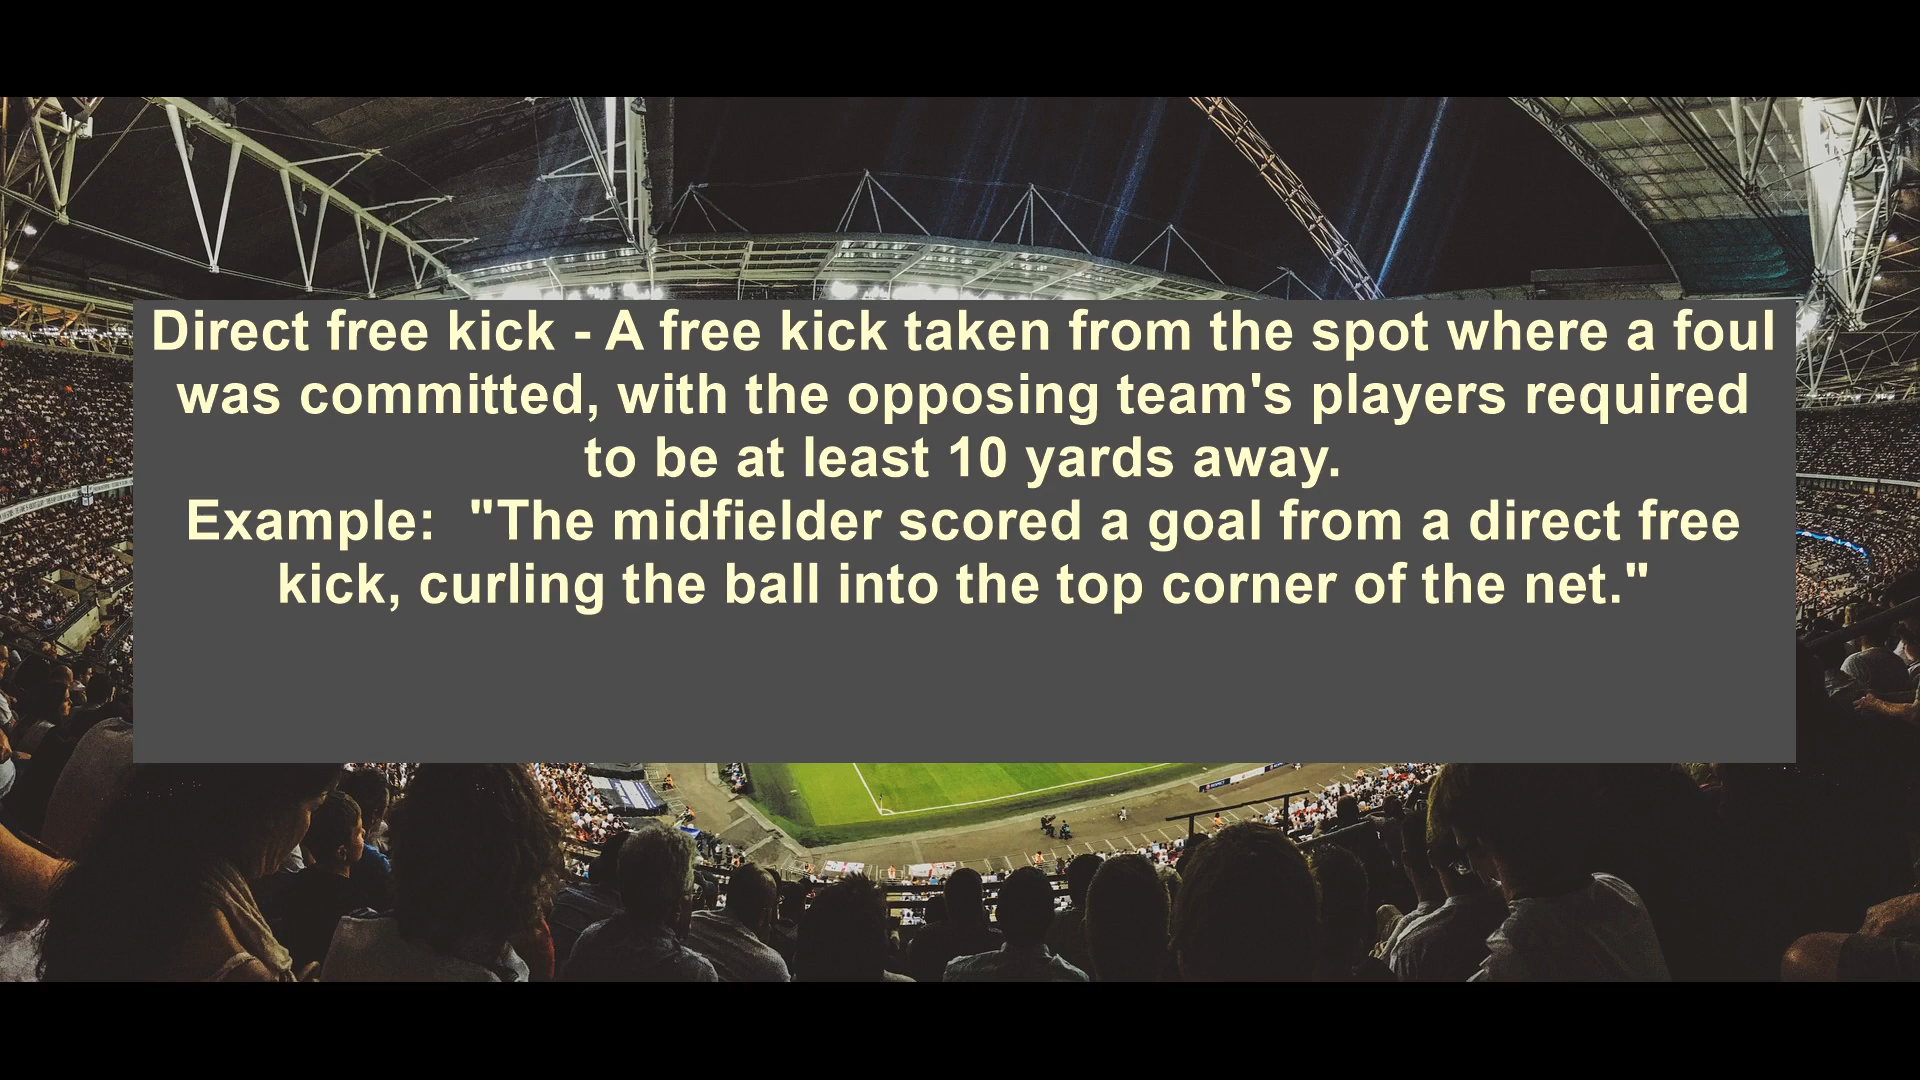 Direct free kick - A free kick taken from the spot where a foul
was committed, with the opposing team's players required
to be at least 10 yards away.
Example:  "The midfielder scored a goal from a direct free
kick, curling the ball into the top corner of the net."